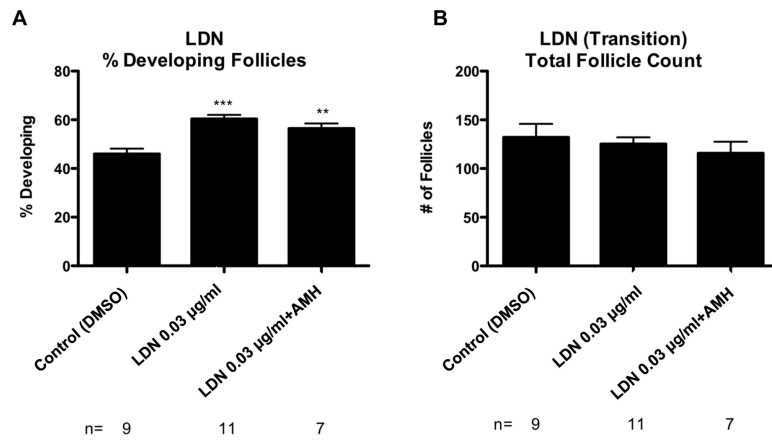 A
LDN
% Developing Follicles
% Developing
80
60
40
20
0
***
**
Control (DMSO)
LDN 0.03 µg/ml
LDN 0.03 µg/ml+AMH
n= 9 11 7
B
LDN (Transition)
Total Follicle Count
# of Follicles
200
150
100
50
0
Control (DMSO)
LDN 0.03 µg/ml
LDN 0.03 µg/ml+AMH
n= 9 11 7